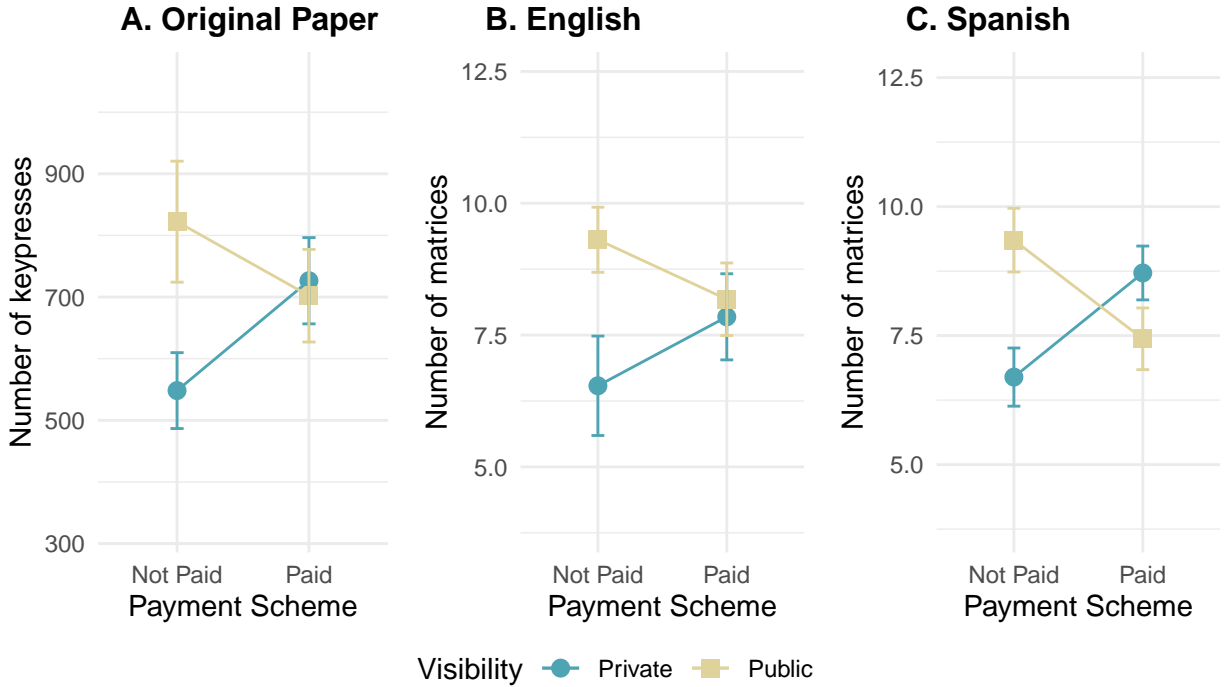 A. Original Paper
B. English
C. Spanish
Number of keypresses
900
700
500
300
Not Paid
Paid
Payment Scheme
Number of matrices
12.5
10.0
7.5
5.0
Not Paid
Paid
Payment Scheme
Number of matrices
12.5
10.0
7.5
5.0
Not Paid
Paid
Payment Scheme
Visibility
Private
Public